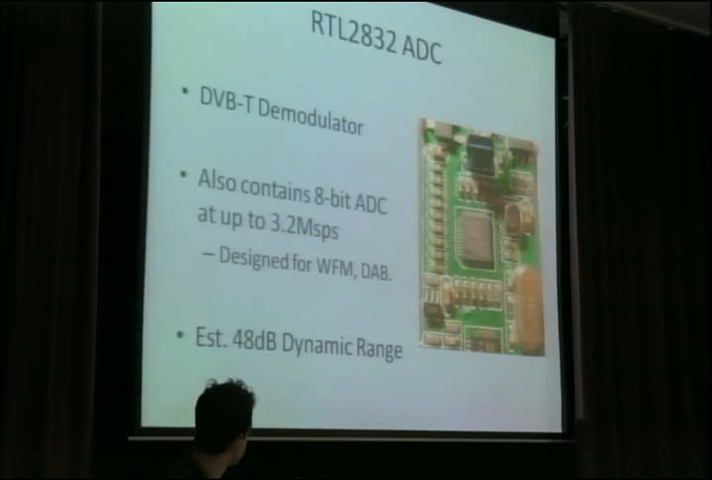 RTL2832 ADC
• DVB-T Demodulator
• Also contains 8-bit ADC
at up to 3.2Msps
– Designed for WFM, DAB.
• Est. 48dB Dynamic Range